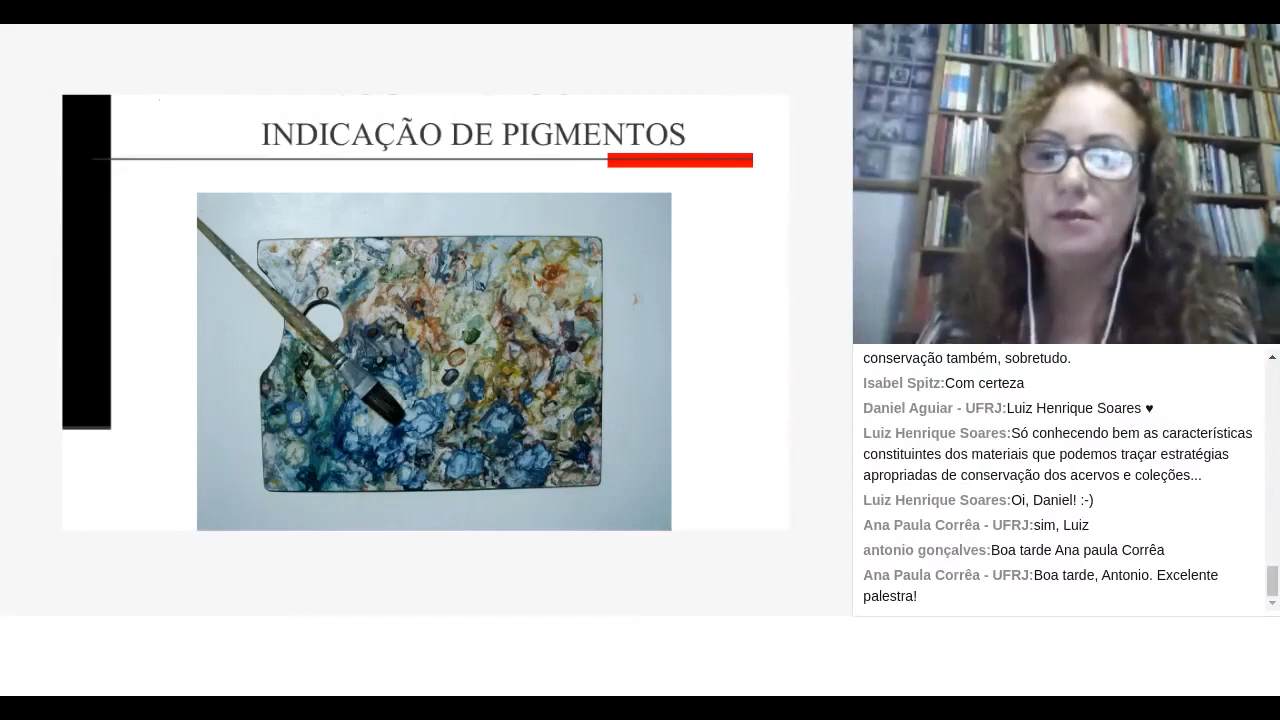 INDICAÇÃO DE PIGMENTOS
conservação também, sobretudo.
Isabel Spitz:Com certeza
Daniel Aguiar - UFRJ:Luiz Henrique Soares ♥
Luiz Henrique Soares:Só conhecendo bem as características
constituintes dos materiais que podemos traçar estratégias
apropriadas de conservação dos acervos e coleções...
Luiz Henrique Soares:Oi, Daniel! :-)
Ana Paula Corrêa - UFRJ:sim, Luiz
antonio gonçalves:Boa tarde Ana paula Corrêa
Ana Paula Corrêa - UFRJ:Boa tarde, Antonio. Excelente
palestra!